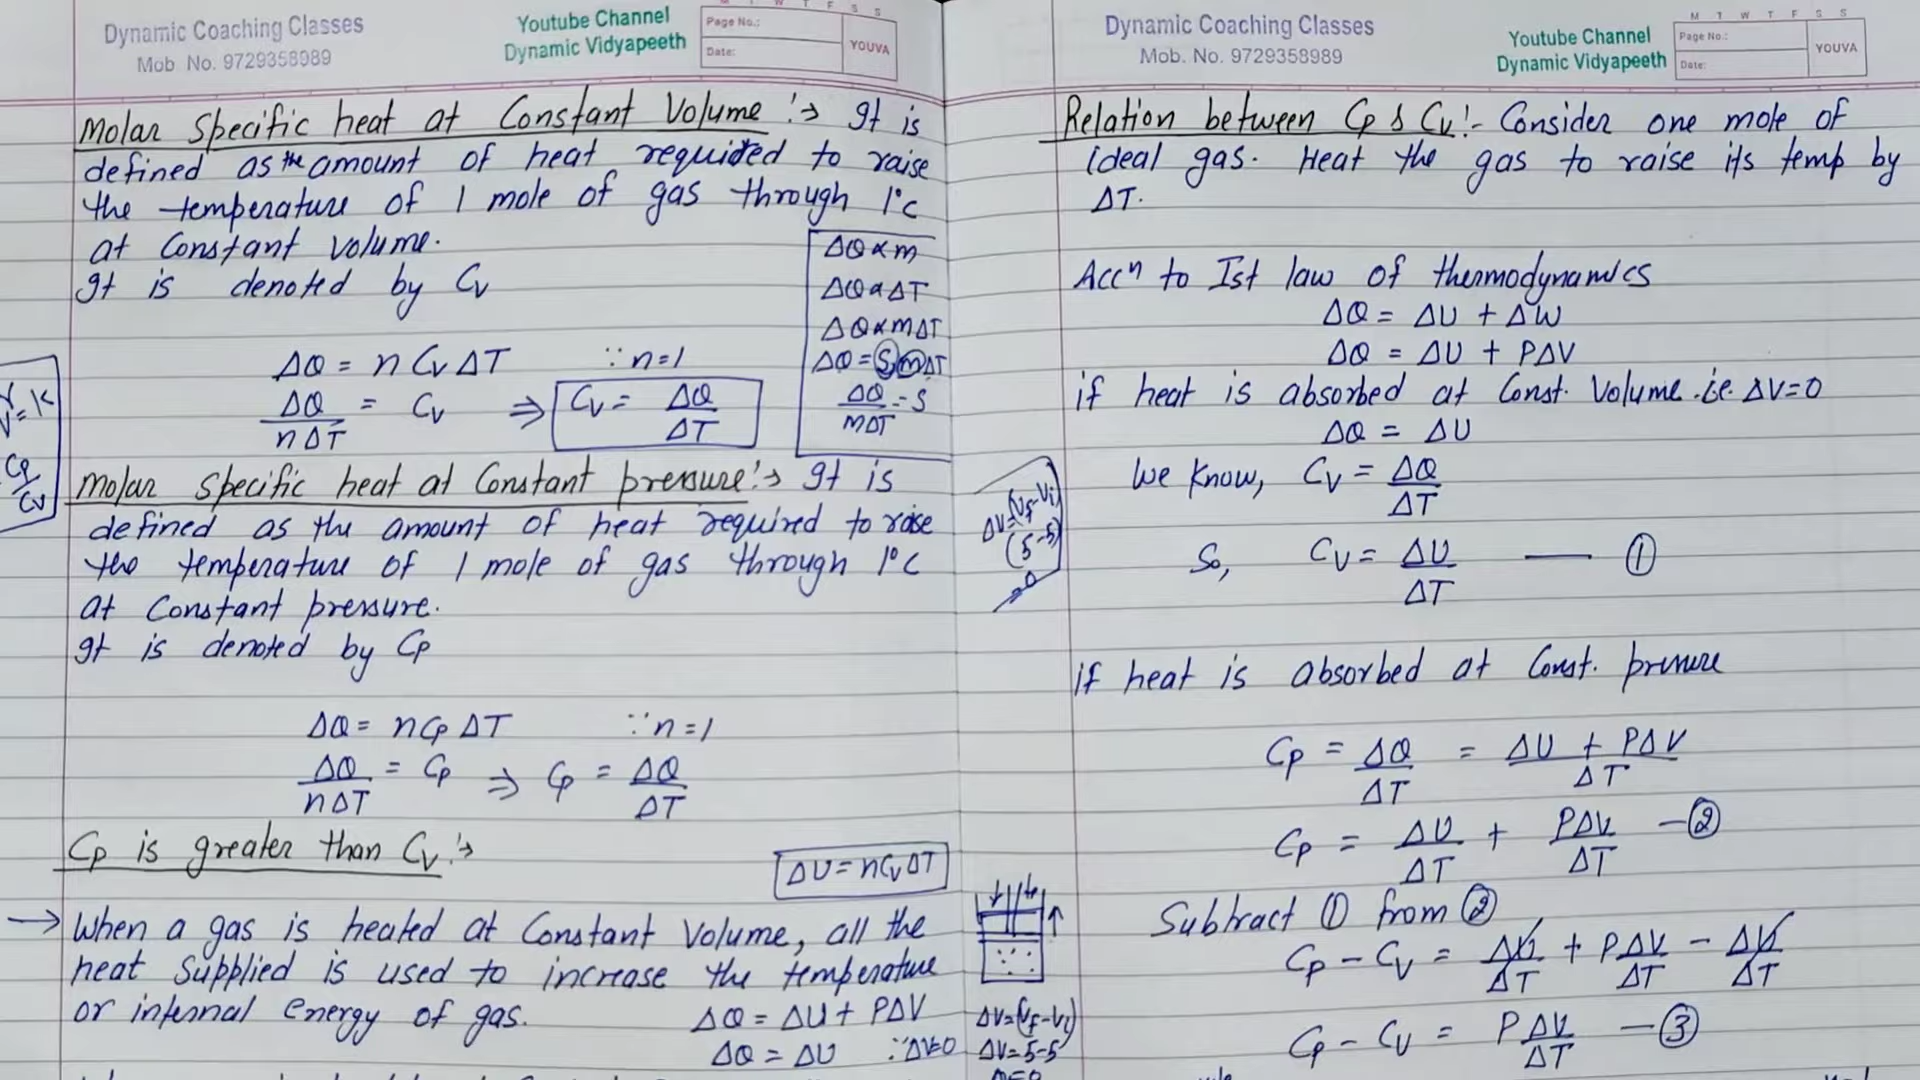 Dynamic Coaching Classes
Mob. No. 9729358989
Youtube Channel
Dynamic Vidyapeeth
M T W T F S S
Page No.:
Date:
YOUVA
Molar Specific heat at Constant Volume :→ It is
defined as the amount of heat requided to raise
the temperature of 1 mole of gas through 1°C
at Constant Volume.
It is denoted by Cv
ΔQ ∝ m
ΔQ ∝ ΔT
ΔQ ∝ mΔT
ΔQ = S m ΔT
ΔQ/mΔT = S
ΔQ = n Cv ΔT ∵ n=1
ΔQ/nΔT = Cv ⇒ Cv = ΔQ/ΔT
= K
Cp/Cv
Molar Specific heat at Constant pressure :→ It is
defined as the amount of heat required to raise
the temperature of 1 mole of gas through 1°C
at Constant pressure.
It is denoted by Cp
ΔQ = n Cp ΔT ∵ n=1
ΔQ/nΔT = Cp ⇒ Cp = ΔQ/ΔT
Cp is greater than Cv :→
ΔU = nCvΔT
→ When a gas is heated at Constant Volume, all the
heat Supplied is used to increase the temperature
or internal Energy of gas.
ΔQ = ΔU + PΔV
ΔQ = ΔU ∵ ΔV=0
Dynamic Coaching Classes
Mob. No. 9729358989
Youtube Channel
Dynamic Vidyapeeth
M T W T F S S
Page No.:
Date:
YOUVA
Relation between Cp & Cv :- Consider one mole of
ideal gas. Heat the gas to raise its temp by
ΔT.
Accn to Ist law of thermodynamics
ΔQ = ΔU + ΔW
ΔQ = ΔU + PΔV
if heat is absorbed at Const. Volume .i.e. ΔV=0
ΔQ = ΔU
We Know, Cv = ΔQ/ΔT
So, Cv = ΔU/ΔT — ①
ΔV=(Vf-Vi)
(5-5)
⇒0
if heat is absorbed at Const. pressure
Cp = ΔQ/ΔT = ΔU + PΔV/ΔT
Cp = ΔU/ΔT + PΔV/ΔT — ②
Subtract ① from ②
Cp - Cv = ΔU/ΔT + PΔV/ΔT - ΔU/ΔT
Cp - Cv = PΔV/ΔT — ③
ΔV=(Vf-Vi)
ΔV=5-5